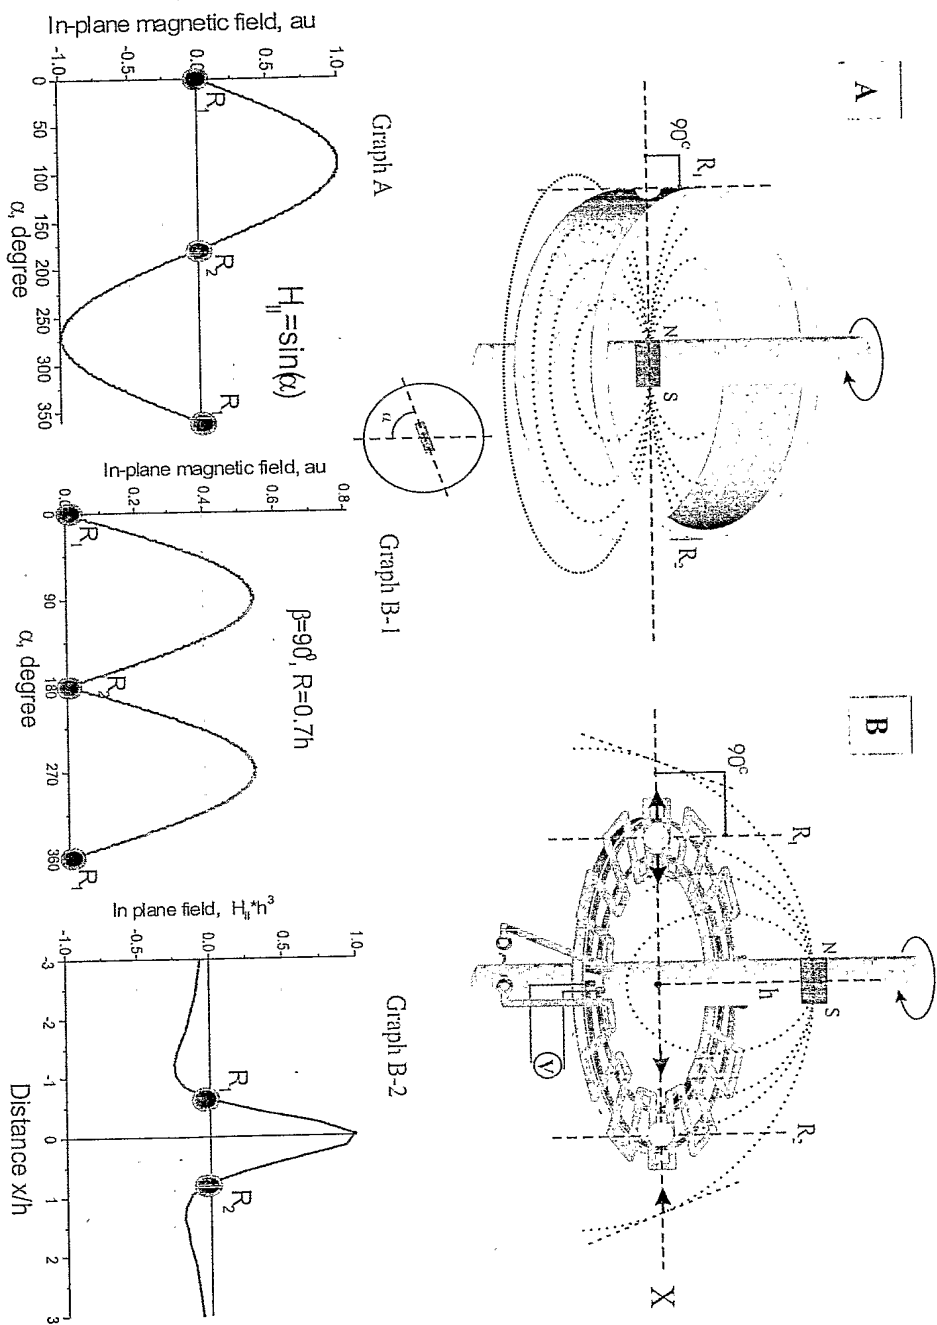 A
90°
R₁
N
S
R₂
α
Graph A
In-plane magnetic field, au
1.0
0.5
0.0
-0.5
-1.0
R₁
R₂
R₁
H||=sin(α)
0
50
100
150
200
250
300
350
α, degree
Graph B-1
In-plane magnetic field, au
0.8
0.6
0.4
0.2
0.0
β=90⁰, R=0.7h
R₁
R₂
R₁
0
90
180
270
360
α, degree
B
90°
R₁
N
S
h
R₂
V
X
Graph B-2
In plane field, H||*h³
1.0
0.5
0.0
-0.5
-1.0
R₁
R₂
-3
-2
-1
0
1
2
3
Distance x/h